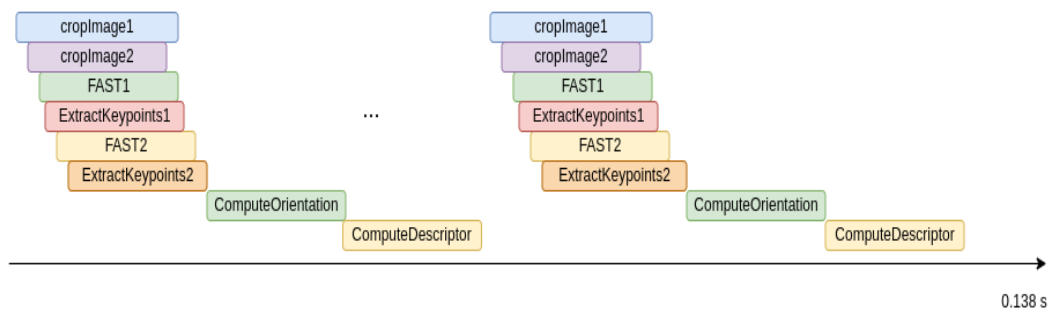 cropImage1
cropImage2
FAST1
ExtractKeypoints1
FAST2
ExtractKeypoints2
ComputeOrientation
ComputeDescriptor
...
cropImage1
cropImage2
FAST1
ExtractKeypoints1
FAST2
ExtractKeypoints2
ComputeOrientation
ComputeDescriptor
0.138 s